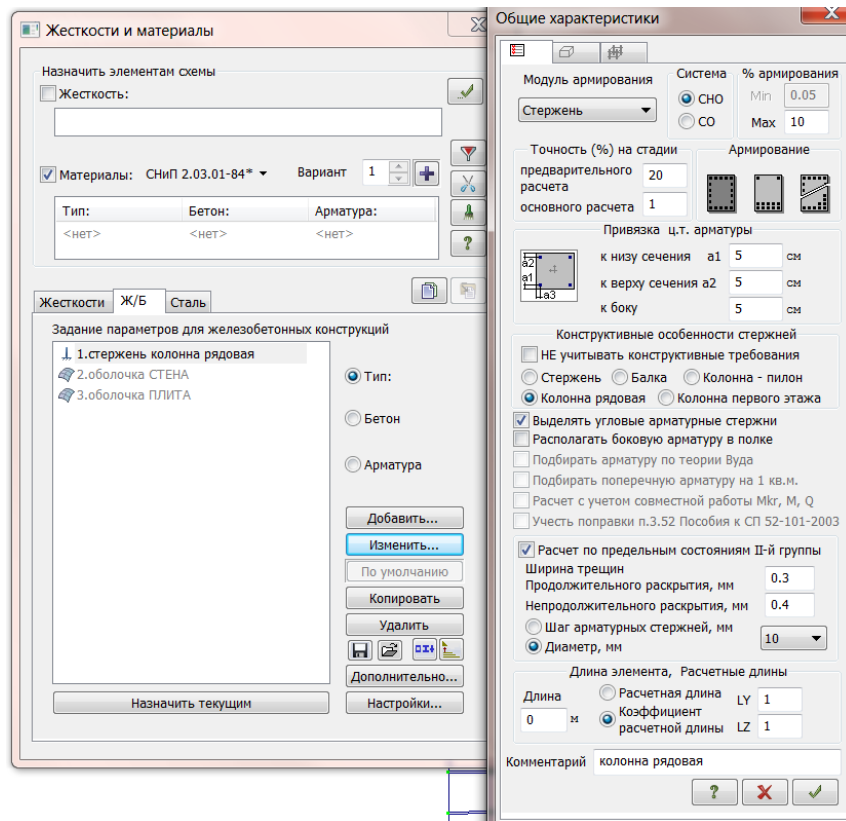 Жесткости и материалы
Назначить элементам схемы
Жесткость:
Материалы: СНиП 2.03.01-84* Вариант 1
Тип: Бетон: Арматура:
<нет> <нет> <нет>
Жесткости Ж/Б Сталь
Задание параметров для железобетонных конструкций
1.стержень колонна рядовая
2.оболочка СТЕНА
3.оболочка ПЛИТА
Тип:
Бетон
Арматура
Добавить...
Изменить...
По умолчанию
Копировать
Удалить
Дополнительно...
Назначить текущим
Настройки...
Общие характеристики
Модуль армирования
Стержень
Система
СНО
СО
% армирования
Min 0.05
Max 10
Точность (%) на стадии
предварительного расчета 20
основного расчета 1
Армирование
Привязка ц.т. арматуры
a2
a1
a3
к низу сечения a1 5 см
к верху сечения a2 5 см
к боку 5 см
Конструктивные особенности стержней
НЕ учитывать конструктивные требования
Стержень Балка Колонна - пилон
Колонна рядовая Колонна первого этажа
Выделять угловые арматурные стержни
Располагать боковую арматуру в полке
Подбирать арматуру по теории Вуда
Подбирать поперечную арматуру на 1 кв.м.
Расчет с учетом совместной работы Mkr, M, Q
Учесть поправки п.3.52 Пособия к СП 52-101-2003
Расчет по предельным состояниям II-й группы
Ширина трещин
Продолжительного раскрытия, мм 0.3
Непродолжительного раскрытия, мм 0.4
Шаг арматурных стержней, мм
Диаметр, мм
10
Длина элемента, Расчетные длины
Длина
0 м
Расчетная длина
Коэффициент
расчетной длины
LY 1
LZ 1
Комментарий колонна рядовая